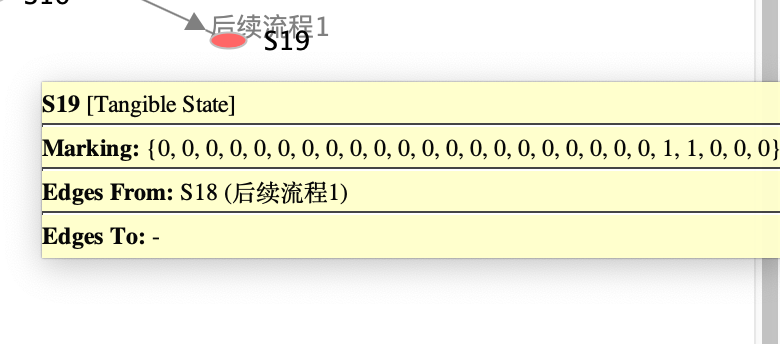 后续流程1
S19
S19 [Tangible State]
Marking: {0, 0, 0, 0, 0, 0, 0, 0, 0, 0, 0, 0, 0, 0, 0, 0, 0, 0, 0, 0, 0, 1, 1, 0, 0, 0}
Edges From: S18 (后续流程1)
Edges To: -